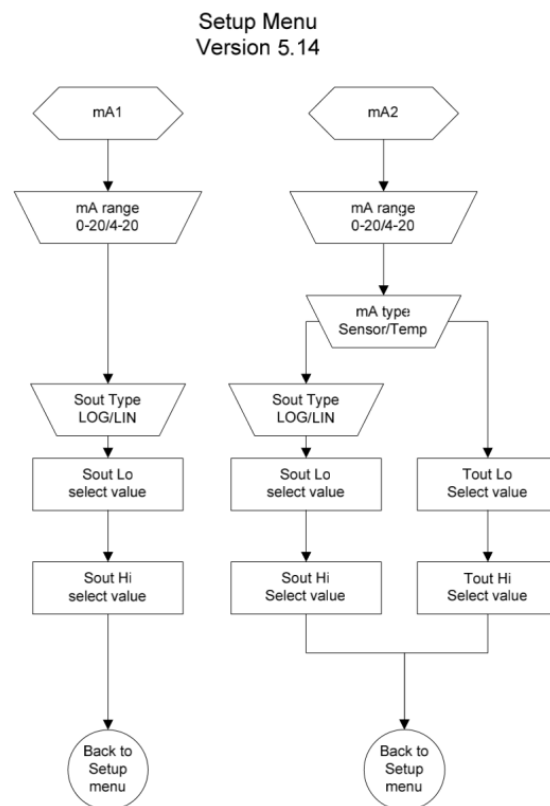 Setup Menu
Version 5.14
mA1
mA range
0-20/4-20
Sout Type
LOG/LIN
Sout Lo
select value
Sout Hi
select value
Back to
Setup
menu
mA2
mA range
0-20/4-20
mA type
Sensor/Temp
Sout Type
LOG/LIN
Sout Lo
select value
Sout Hi
Select value
Tout Lo
Select value
Tout Hi
Select value
Back to
Setup
menu